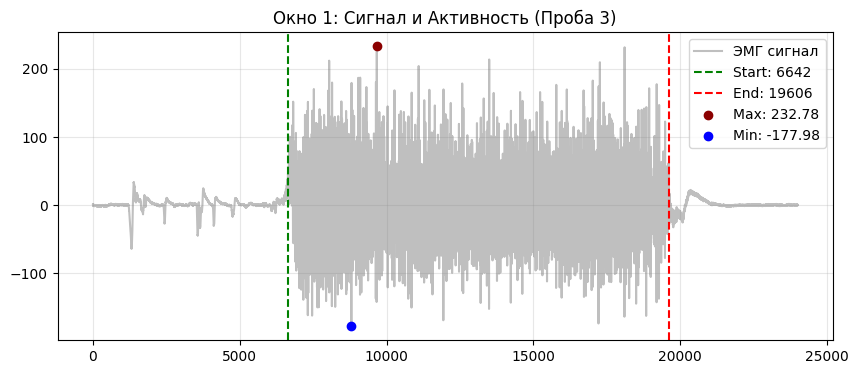 Окно 1: Сигнал и Активность (Проба 3)
ЭМГ сигнал
Start: 6642
End: 19606
Max: 232.78
Min: -177.98
200
100
0
−100
0
5000
10000
15000
20000
25000